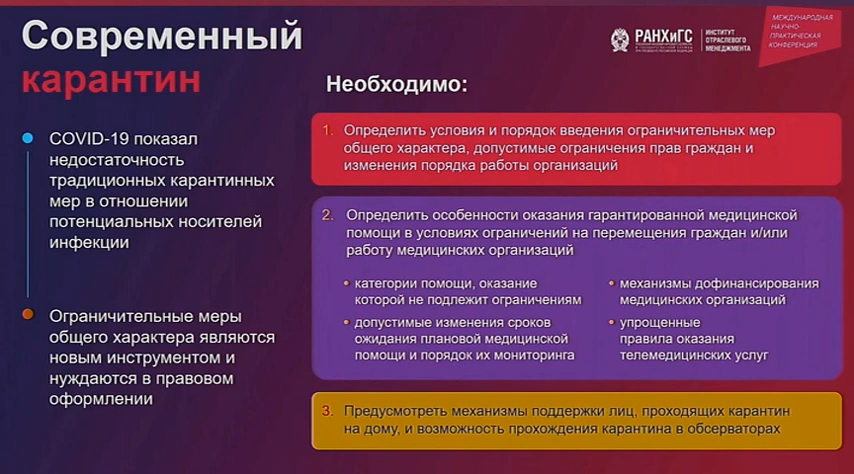 Современный
карантин
РАНХиГС
ИНСТИТУТ
ОТРАСЛЕВОГО
МЕНЕДЖМЕНТА
МЕЖДУНАРОДНАЯ
НАУЧНО-
ПРАКТИЧЕСКАЯ
КОНФЕРЕНЦИЯ
COVID-19 показал
недостаточность
традиционных карантинных
мер в отношении
потенциальных носителей
инфекции
Ограничительные меры
общего характера являются
новым инструментом и
нуждаются в правовом
оформлении
Необходимо:
1. Определить условия и порядок введения ограничительных мер
общего характера, допустимые ограничения прав граждан и
изменения порядка работы организаций
2. Определить особенности оказания гарантированной медицинской
помощи в условиях ограничений на перемещения граждан и/или
работу медицинских организаций
• категории помощи, оказание
которой не подлежит ограничениям
• допустимые изменения сроков
ожидания плановой медицинской
помощи и порядок их мониторинга
• механизмы дофинансирования
медицинских организаций
• упрощенные
правила оказания
телемедицинских услуг
3. Предусмотреть механизмы поддержки лиц, проходящих карантин
на дому, и возможность прохождения карантина в обсерваторах